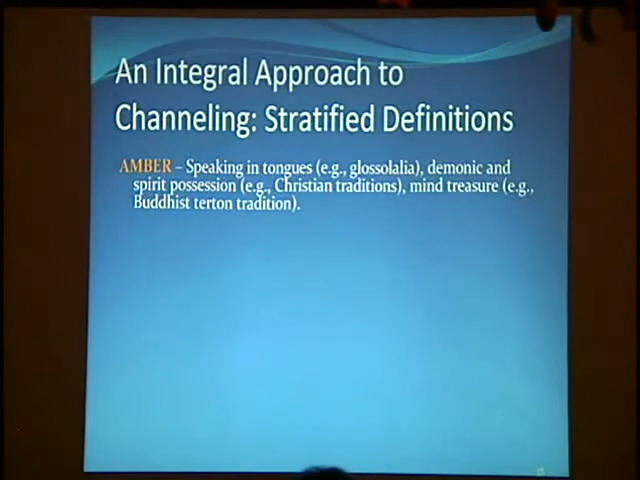 An Integral Approach to
Channeling: Stratified Definitions
AMBER – Speaking in tongues (e.g., glossolalia), demonic and
spirit possession (e.g., Christian traditions), mind treasure (e.g.,
Buddhist terton tradition).